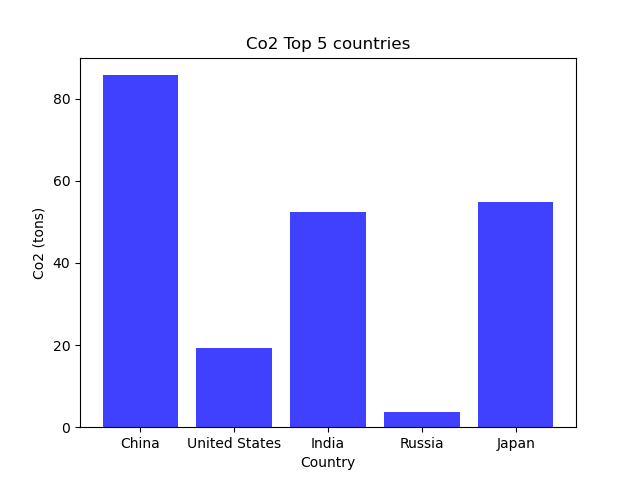 Co2 Top 5 countries
80
60
40
20
0
Co2 (tons)
China United States India Russia Japan
Country